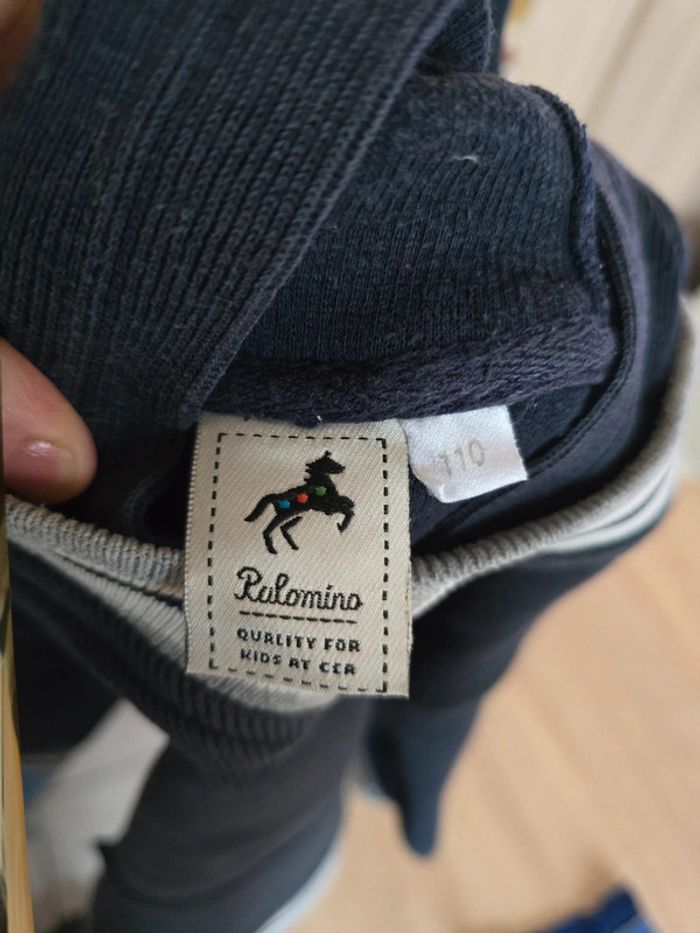 Palomino
QUALITY FOR
KIDS AT C&A
110